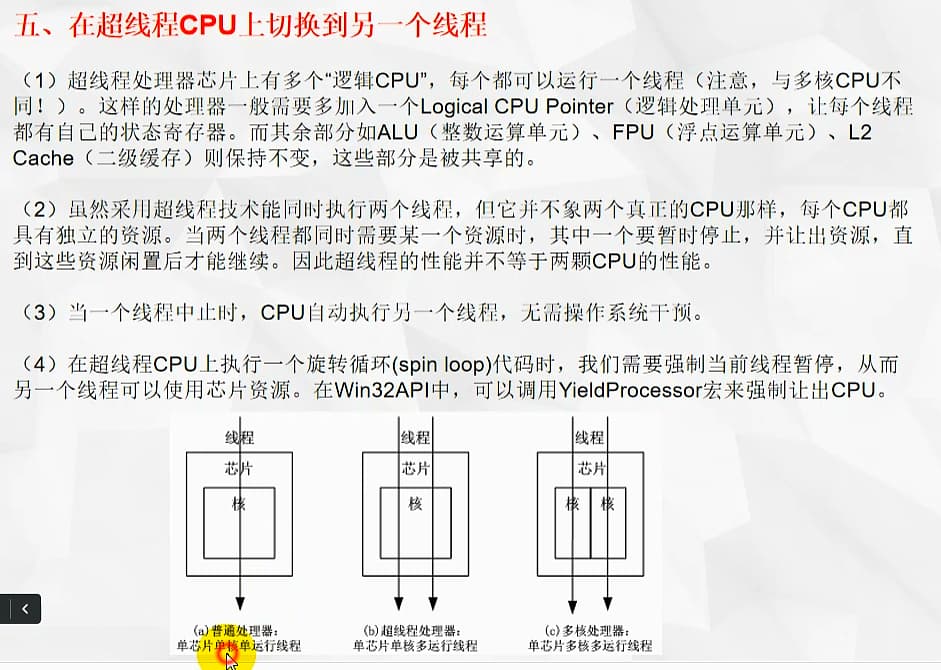 五、在超线程CPU上切换到另一个线程
（1）超线程处理器芯片上有多个“逻辑CPU”，每个都可以运行一个线程（注意，与多核CPU不
同！）。这样的处理器一般需要多加入一个Logical CPU Pointer（逻辑处理单元），让每个线程
都有自己的状态寄存器。而其余部分如ALU（整数运算单元）、FPU（浮点运算单元）、L2
Cache（二级缓存）则保持不变，这些部分是被共享的。
（2）虽然采用超线程技术能同时执行两个线程，但它并不象两个真正的CPU那样，每个CPU都
具有独立的资源。当两个线程都同时需要某一个资源时，其中一个要暂时停止，并让出资源，直
到这些资源闲置后才能继续。因此超线程的性能并不等于两颗CPU的性能。
（3）当一个线程中止时，CPU自动执行另一个线程，无需操作系统干预。
（4）在超线程CPU上执行一个旋转循环(spin loop)代码时，我们需要强制当前线程暂停，从而
另一个线程可以使用芯片资源。在Win32API中，可以调用YieldProcessor宏来强制让出CPU。
线程 线程 线程
芯片 芯片 芯片
核 核 核 核
(a)普通处理器： (b)超线程处理器： (c)多核处理器：
单芯片单核单运行线程 单芯片单核多运行线程 单芯片多核多运行线程